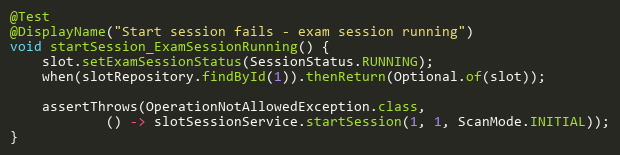 @Test
@DisplayName("Start session fails - exam session running")
void startSession_ExamSessionRunning() {
    slot.setExamSessionStatus(SessionStatus.RUNNING);
    when(slotRepository.findById(1)).thenReturn(Optional.of(slot));

    assertThrows(OperationNotAllowedException.class,
            () -> slotSessionService.startSession(1, 1, ScanMode.INITIAL));
}